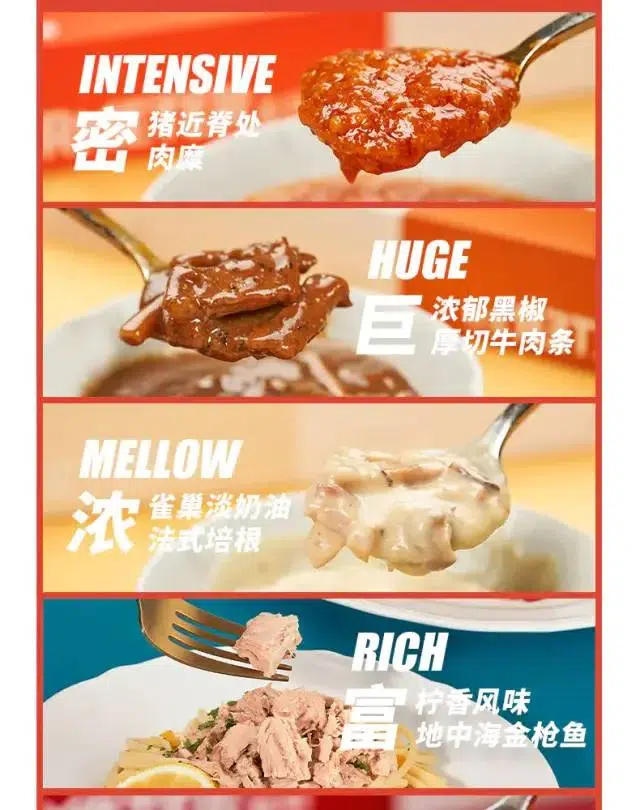 INTENSIVE
密
猪近脊处
肉糜
HUGE
巨
浓郁黑椒
厚切牛肉条
MELLOW
浓
雀巢淡奶油
法式培根
RICH
富
柠香风味
地中海金枪鱼